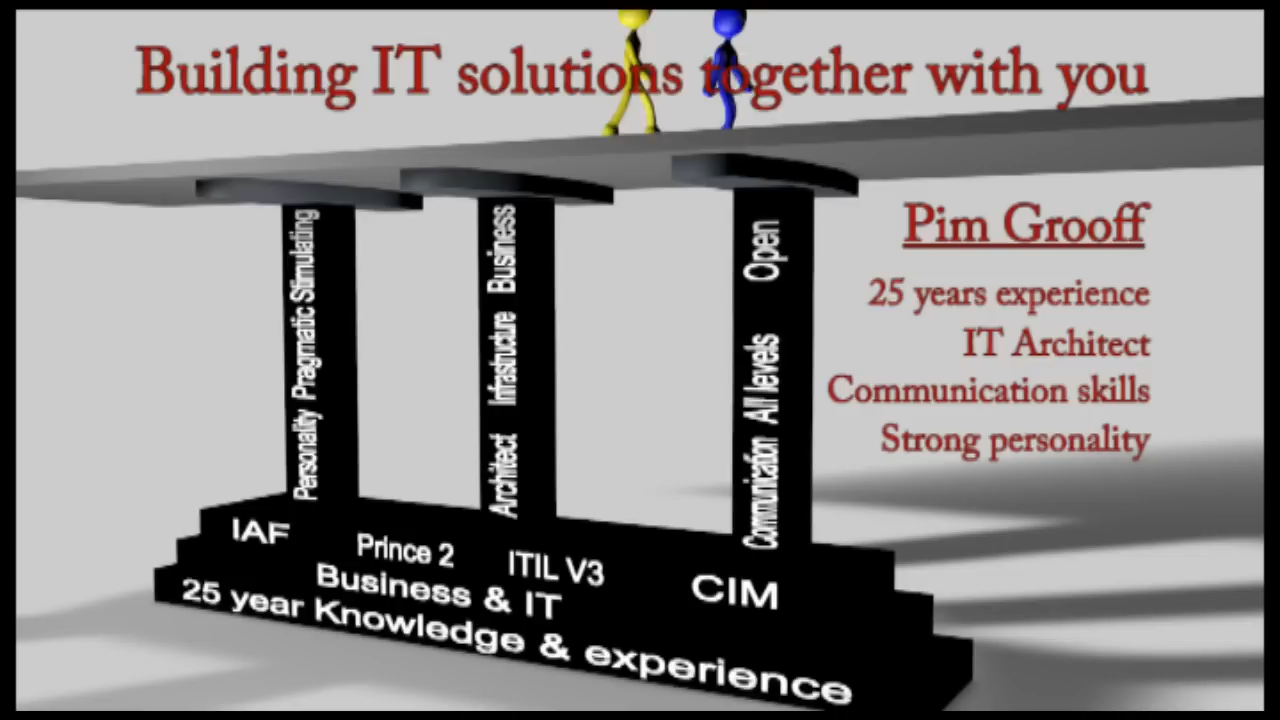 Building IT solutions together with you
Pim Grooff
25 years experience
IT Architect
Communication skills
Strong personality
Personality Pragmatic Stimulating
Architect Infrastructure Business
Communication All levels Open
IAF
Prince 2
ITIL V3
CIM
Business & IT
25 year Knowledge & experience